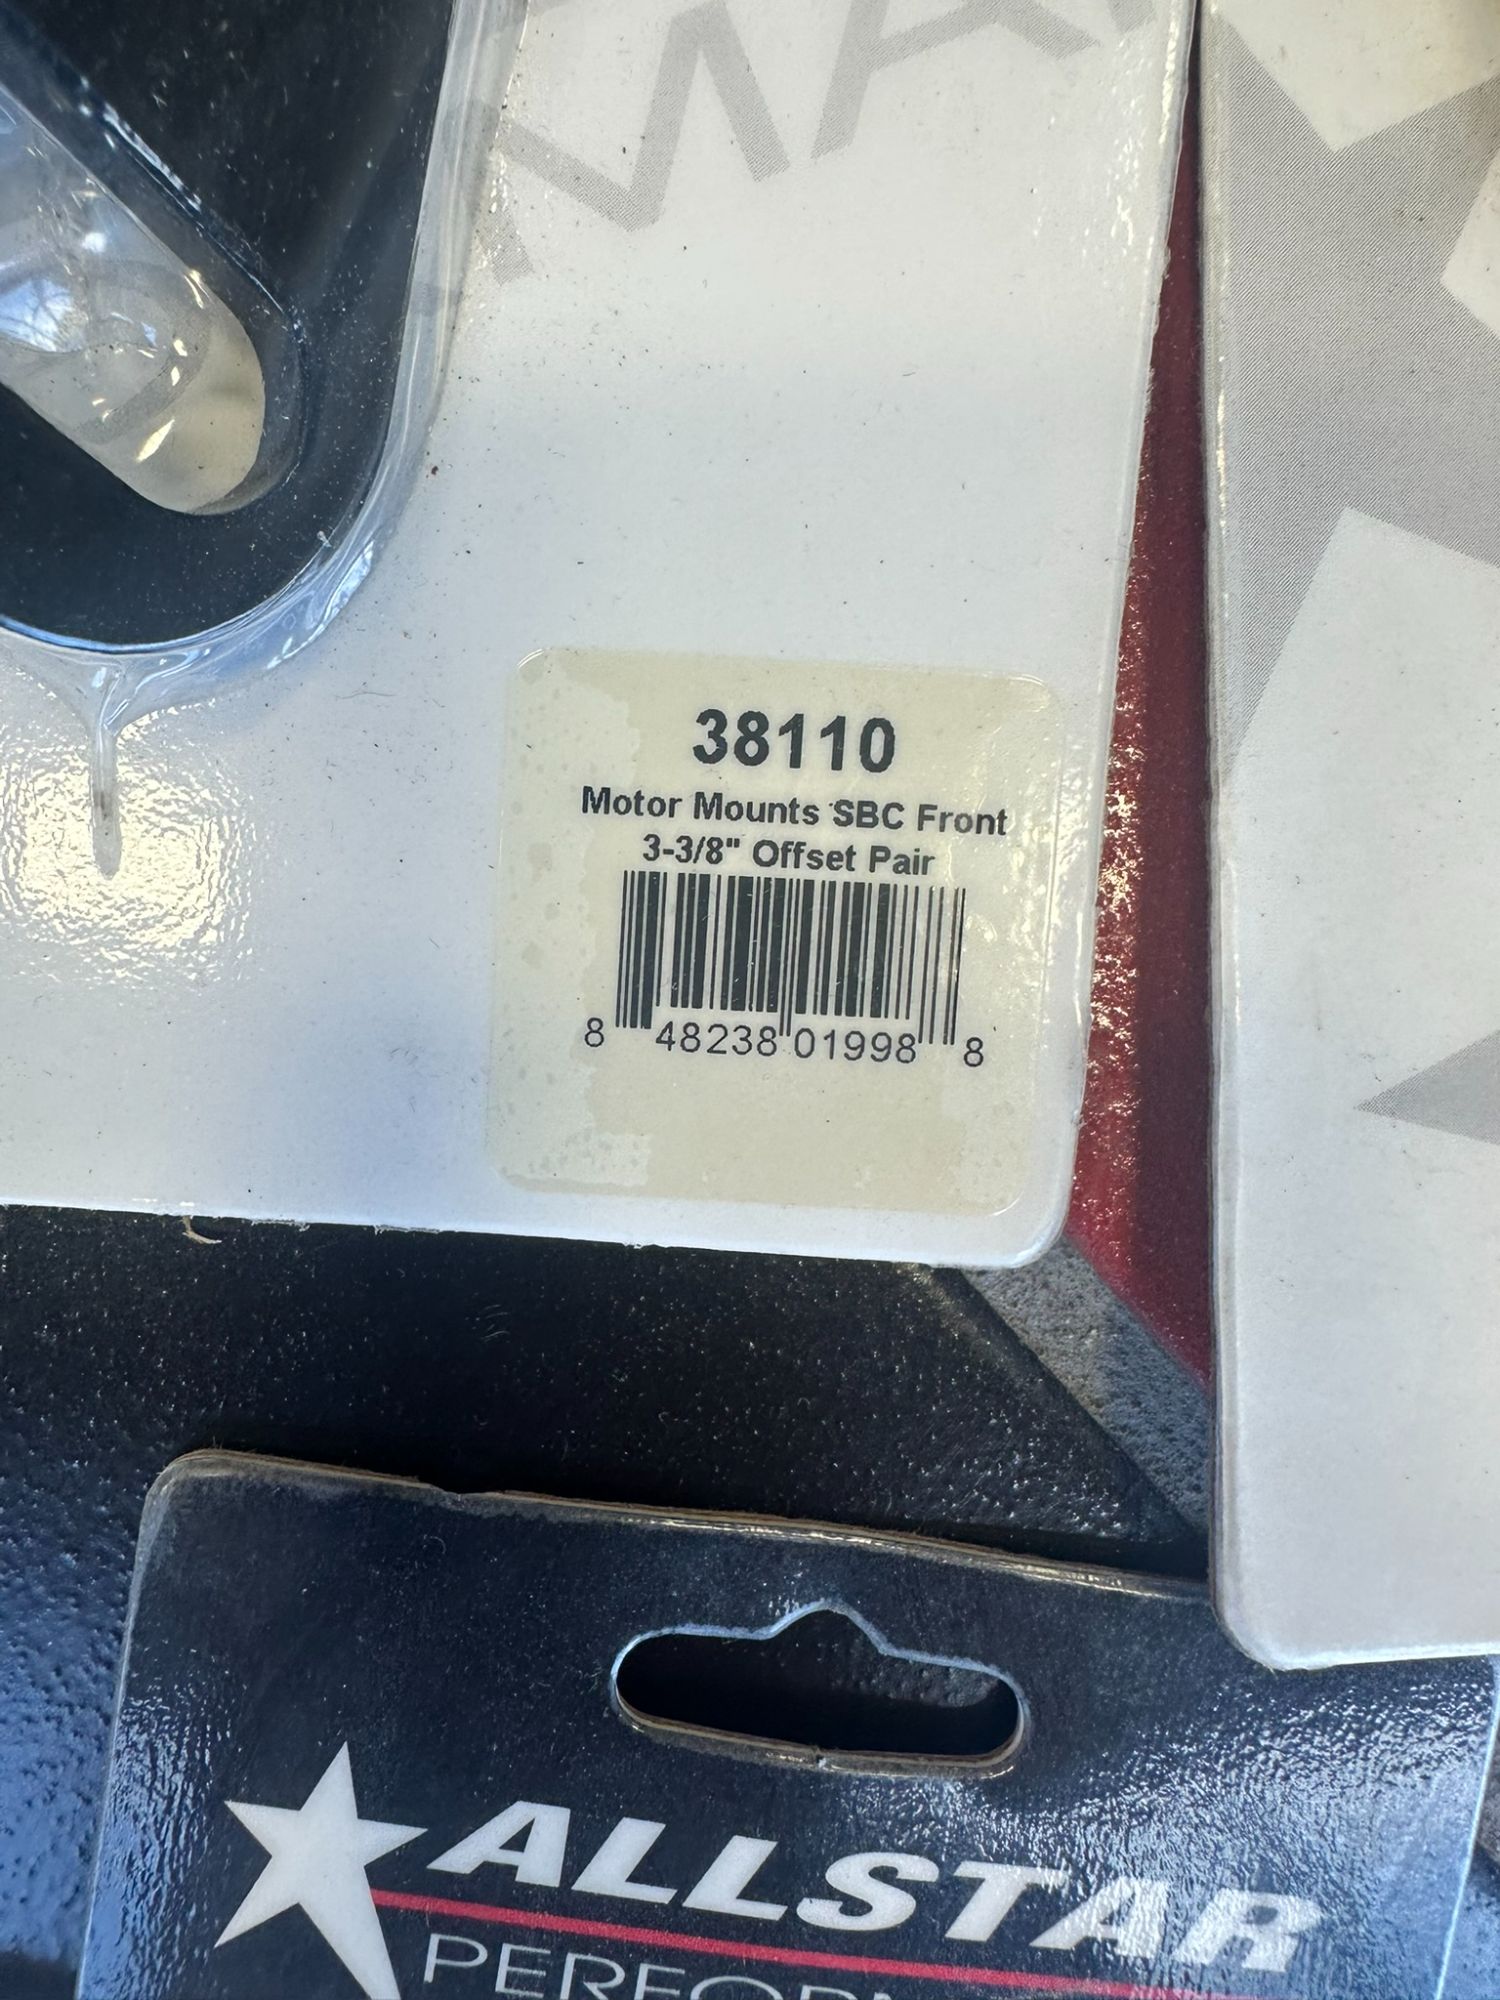 38110
Motor Mounts SBC Front
3-3/8" Offset Pair
8 48238 01998 8
ALLSTAR